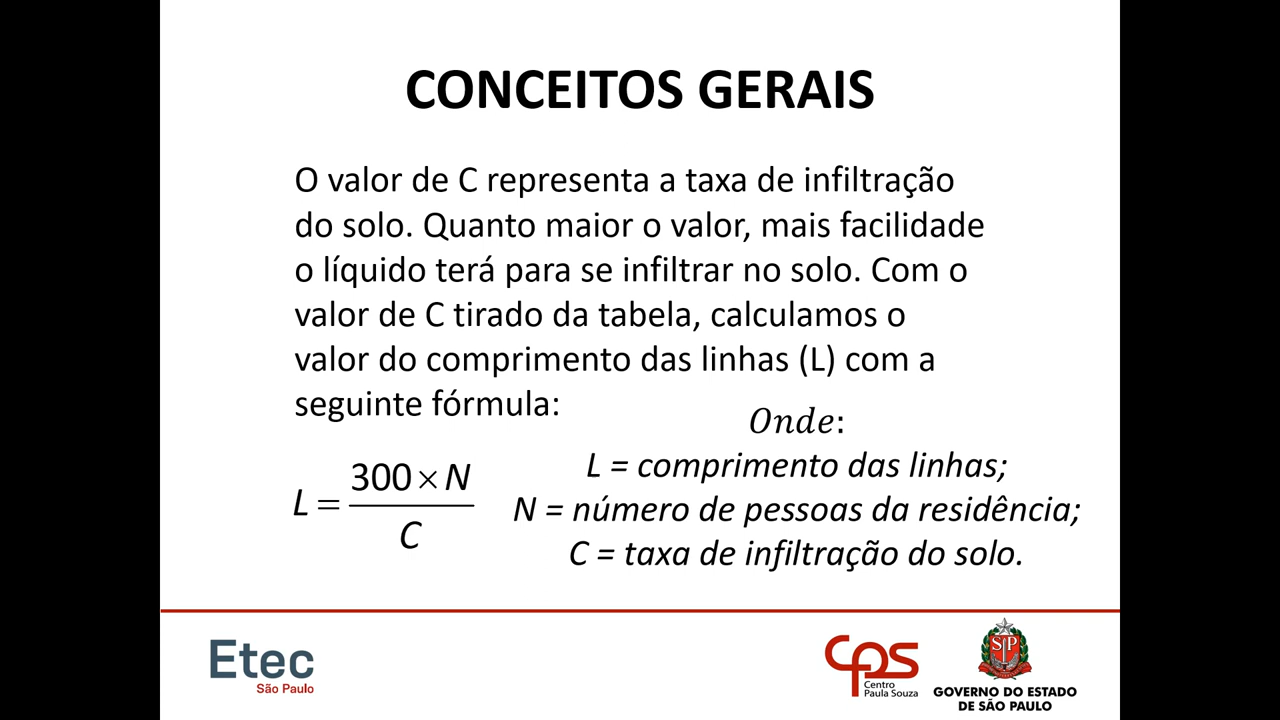 CONCEITOS GERAIS
O valor de C representa a taxa de infiltração
do solo. Quanto maior o valor, mais facilidade
o líquido terá para se infiltrar no solo. Com o
valor de C tirado da tabela, calculamos o
valor do comprimento das linhas (L) com a
seguinte fórmula:
L = 300 × N / C
Onde:
L = comprimento das linhas;
N = número de pessoas da residência;
C = taxa de infiltração do solo.
Etec
São Paulo
cps
Centro
Paula Souza
SP
GOVERNO DO ESTADO
DE SÃO PAULO